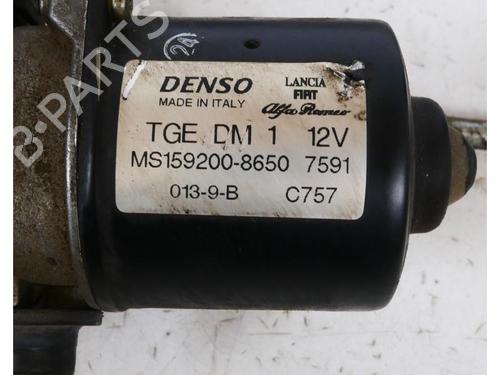 B-PARTS
DENSO
MADE IN ITALY
LANCIA
FIAT
Alfa Romeo
TGE DM 1 12V
MS159200-8650 7591
013-9-B C757